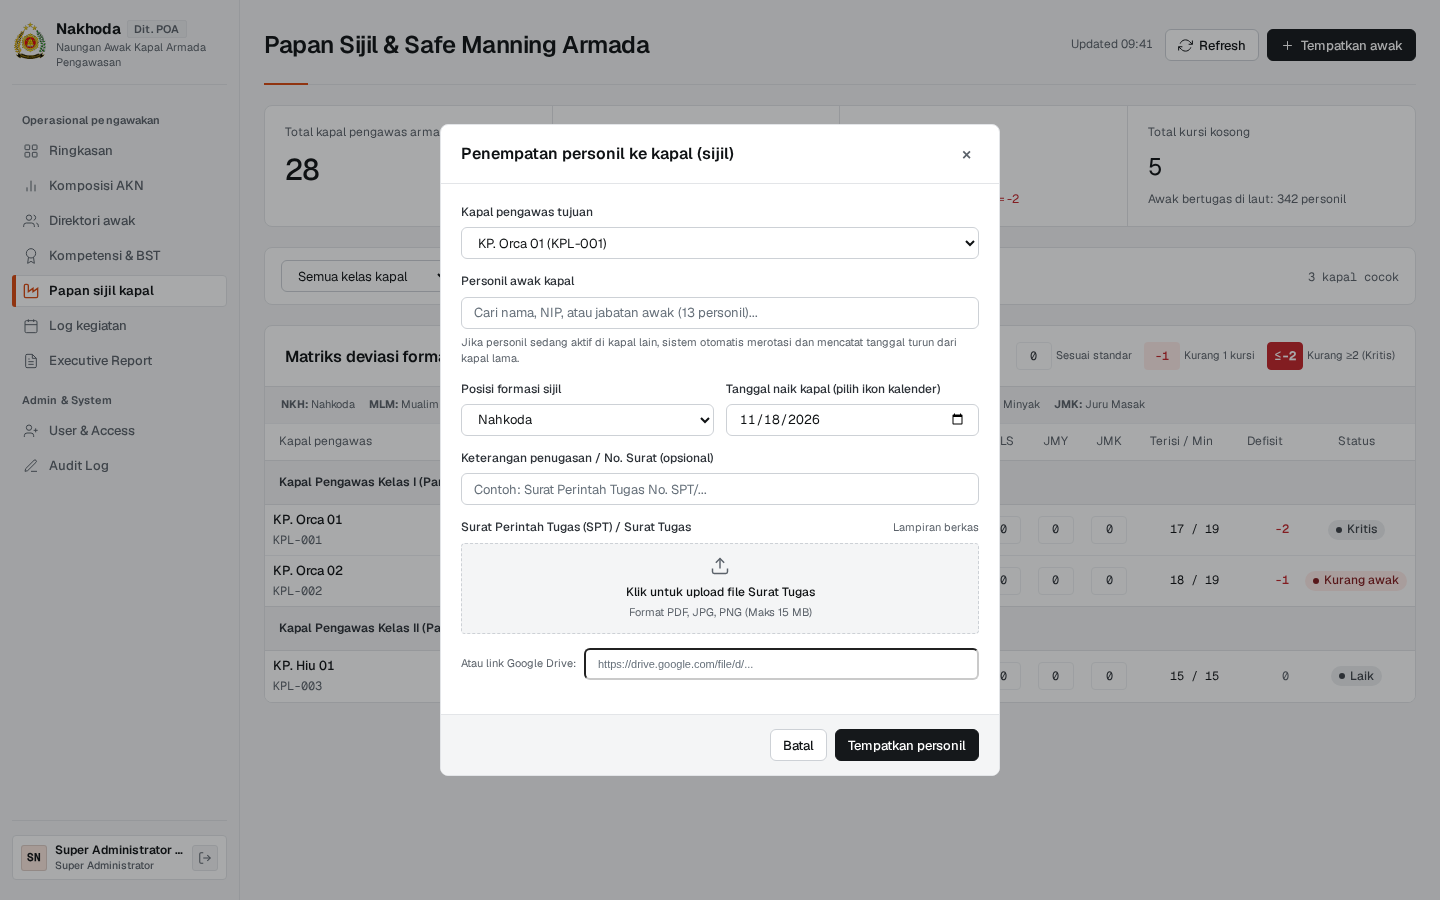 Nakhoda
Dit. POA
Naungan Awak Kapal Armada
Pengawasan
Operasional pengawakan
Ringkasan
Komposisi AKN
Direktori awak
Kompetensi & BST
Papan sijil kapal
Log kegiatan
Executive Report
Admin & System
User & Access
Audit Log
SN
Super Administrator ...
Super Administrator
Papan Sijil & Safe Manning Armada
Updated 09:41
Refresh
Tempatkan awak
Total kapal pengawas arma
28
-2
Total kursi kosong
5
Awak bertugas di laut: 342 personil
Semua kelas kapal
3 kapal cocok
Matriks deviasi form
0 Sesuai standar
-1 Kurang 1 kursi
≤-2 Kurang ≥2 (Kritis)
NKH: Nahkoda MLM: Mualim
Minyak JMK: Juru Masak
Kapal pengawas
LS JMY JMK Terisi / Min Defisit Status
Kapal Pengawas Kelas I (Pa
KP. Orca 01
KPL-001
0 0 0 17 / 19 -2 Kritis
KP. Orca 02
KPL-002
0 0 0 18 / 19 -1 Kurang awak
Kapal Pengawas Kelas II (Pa
KP. Hiu 01
KPL-003
0 0 0 15 / 15 0 Laik
Penempatan personil ke kapal (sijil)
×
Kapal pengawas tujuan
KP. Orca 01 (KPL-001)
Personil awak kapal
Cari nama, NIP, atau jabatan awak (13 personil)...
Jika personil sedang aktif di kapal lain, sistem otomatis merotasi dan mencatat tanggal turun dari
kapal lama.
Posisi formasi sijil
Nahkoda
Tanggal naik kapal (pilih ikon kalender)
11/18/2026
Keterangan penugasan / No. Surat (opsional)
Contoh: Surat Perintah Tugas No. SPT/...
Surat Perintah Tugas (SPT) / Surat Tugas
Lampiran berkas
Klik untuk upload file Surat Tugas
Format PDF, JPG, PNG (Maks 15 MB)
Atau link Google Drive:
https://drive.google.com/file/d/...
Batal
Tempatkan personil